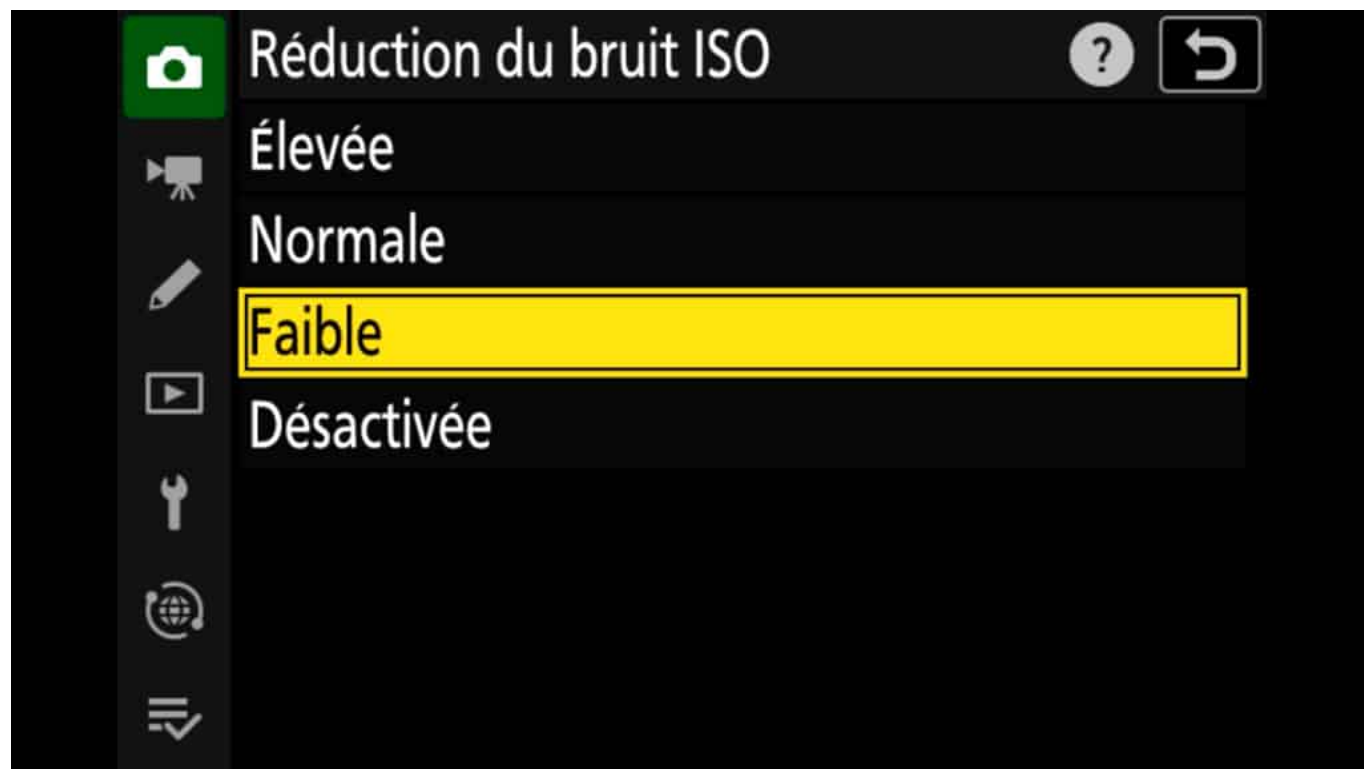 Réduction du bruit ISO ?
Élevée
Normale
Faible
Désactivée